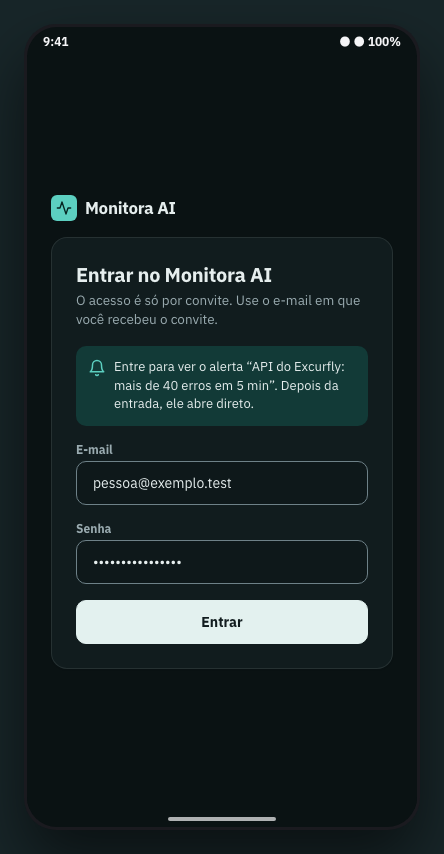 9:41
100%
Monitora AI
Entrar no Monitora AI
O acesso é só por convite. Use o e-mail em que
você recebeu o convite.
Entre para ver o alerta “API do Excurfly:
mais de 40 erros em 5 min”. Depois da
entrada, ele abre direto.
E-mail
pessoa@exemplo.test
Senha
••••••••••••••••
Entrar